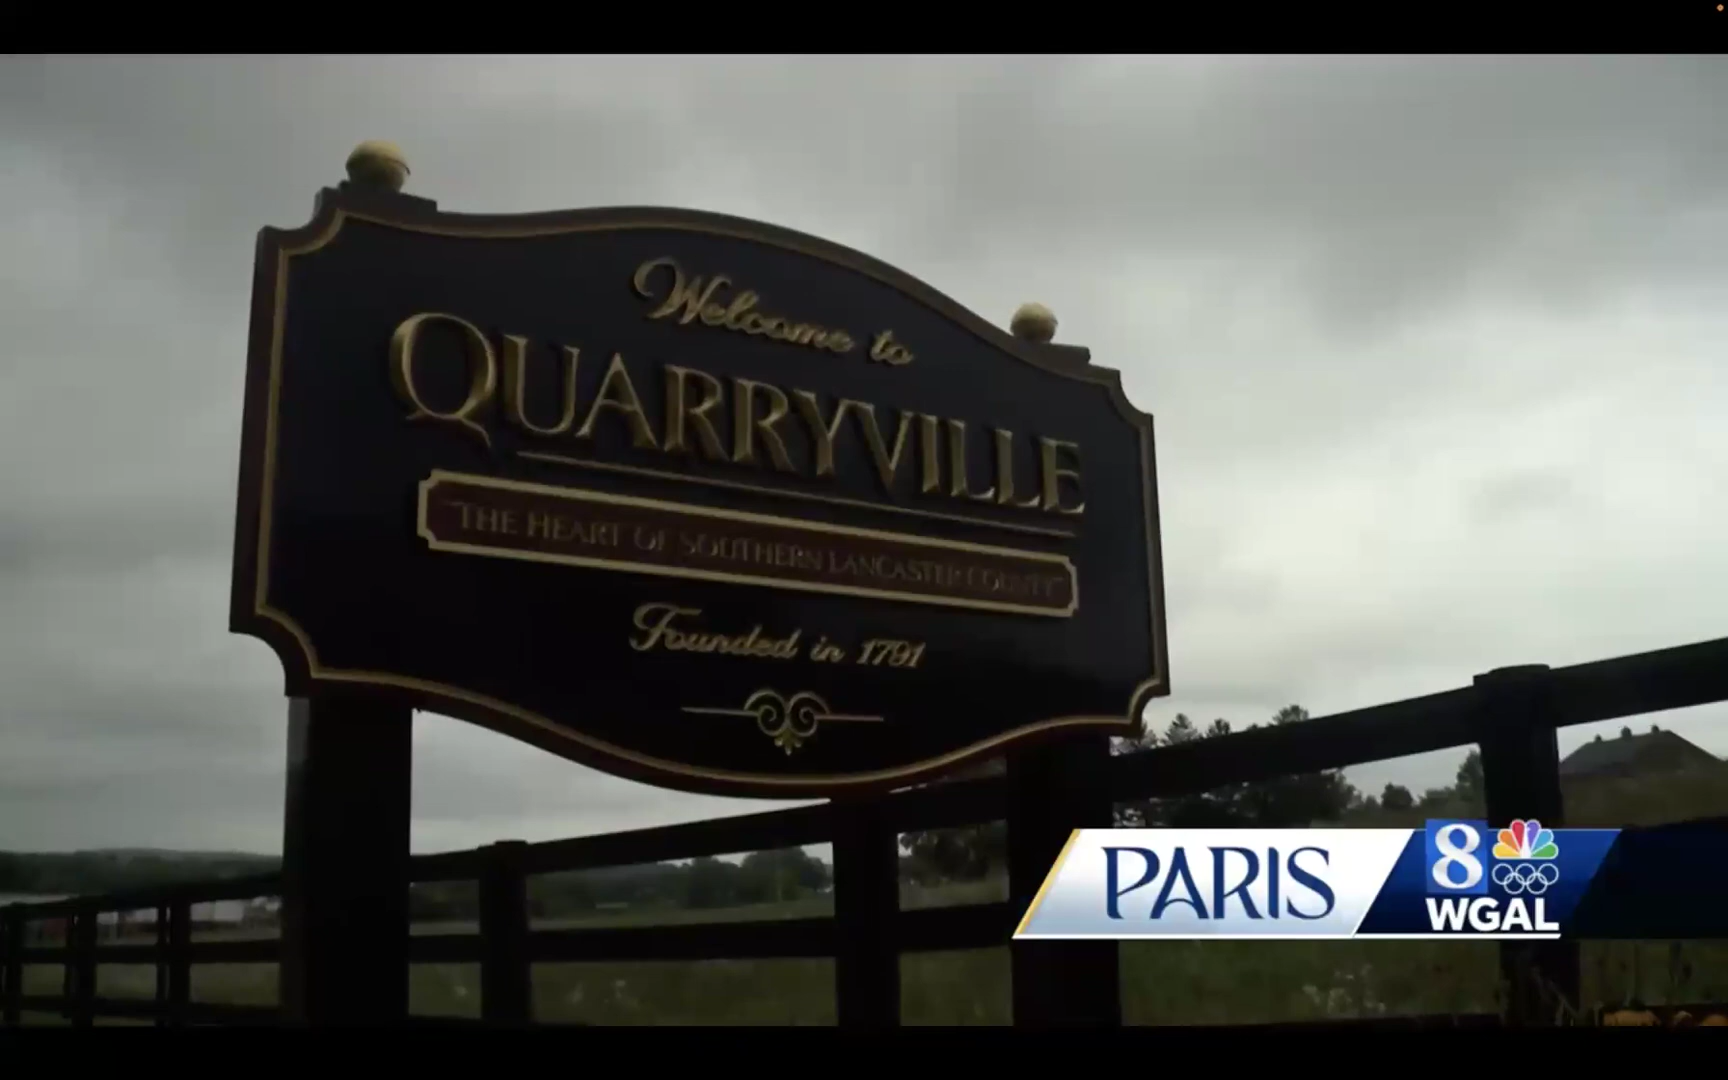 Welcome to
QUARRYVILLE
"THE HEART OF SOUTHERN LANCASTER COUNTY"
Founded in 1791
PARIS
8
WGAL